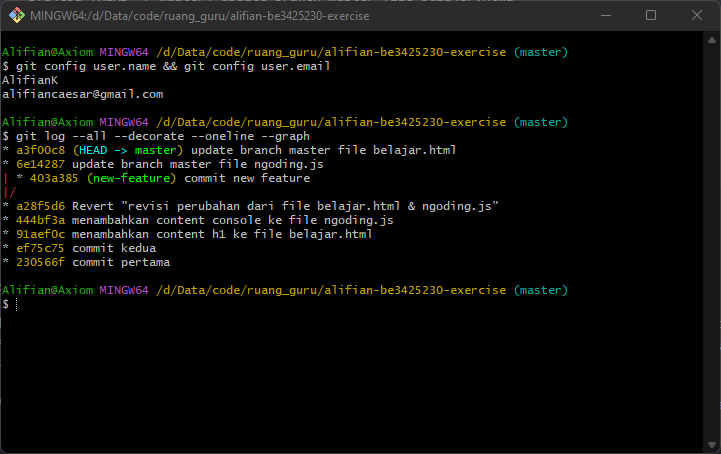 MINGW64:/d/Data/code/ruang_guru/alifian-be3425230-exercise
Alifian@Axiom MINGW64 /d/Data/code/ruang_guru/alifian-be3425230-exercise (master)
$ git config user.name && git config user.email
AlifianK
alifiancaesar@gmail.com
Alifian@Axiom MINGW64 /d/Data/code/ruang_guru/alifian-be3425230-exercise (master)
$ git log --all --decorate --oneline --graph
* a3f00c8 (HEAD -> master) update branch master file belajar.html
* 6e14287 update branch master file ngoding.js
| * 403a385 (new-feature) commit new feature
|/
* a28f5d6 Revert "revisi perubahan dari file belajar.html & ngoding.js"
* 444bf3a menambahkan content console ke file ngoding.js
* 91aef0c menambahkan content h1 ke file belajar.html
* ef75c75 commit kedua
* 230566f commit pertama
Alifian@Axiom MINGW64 /d/Data/code/ruang_guru/alifian-be3425230-exercise (master)
$